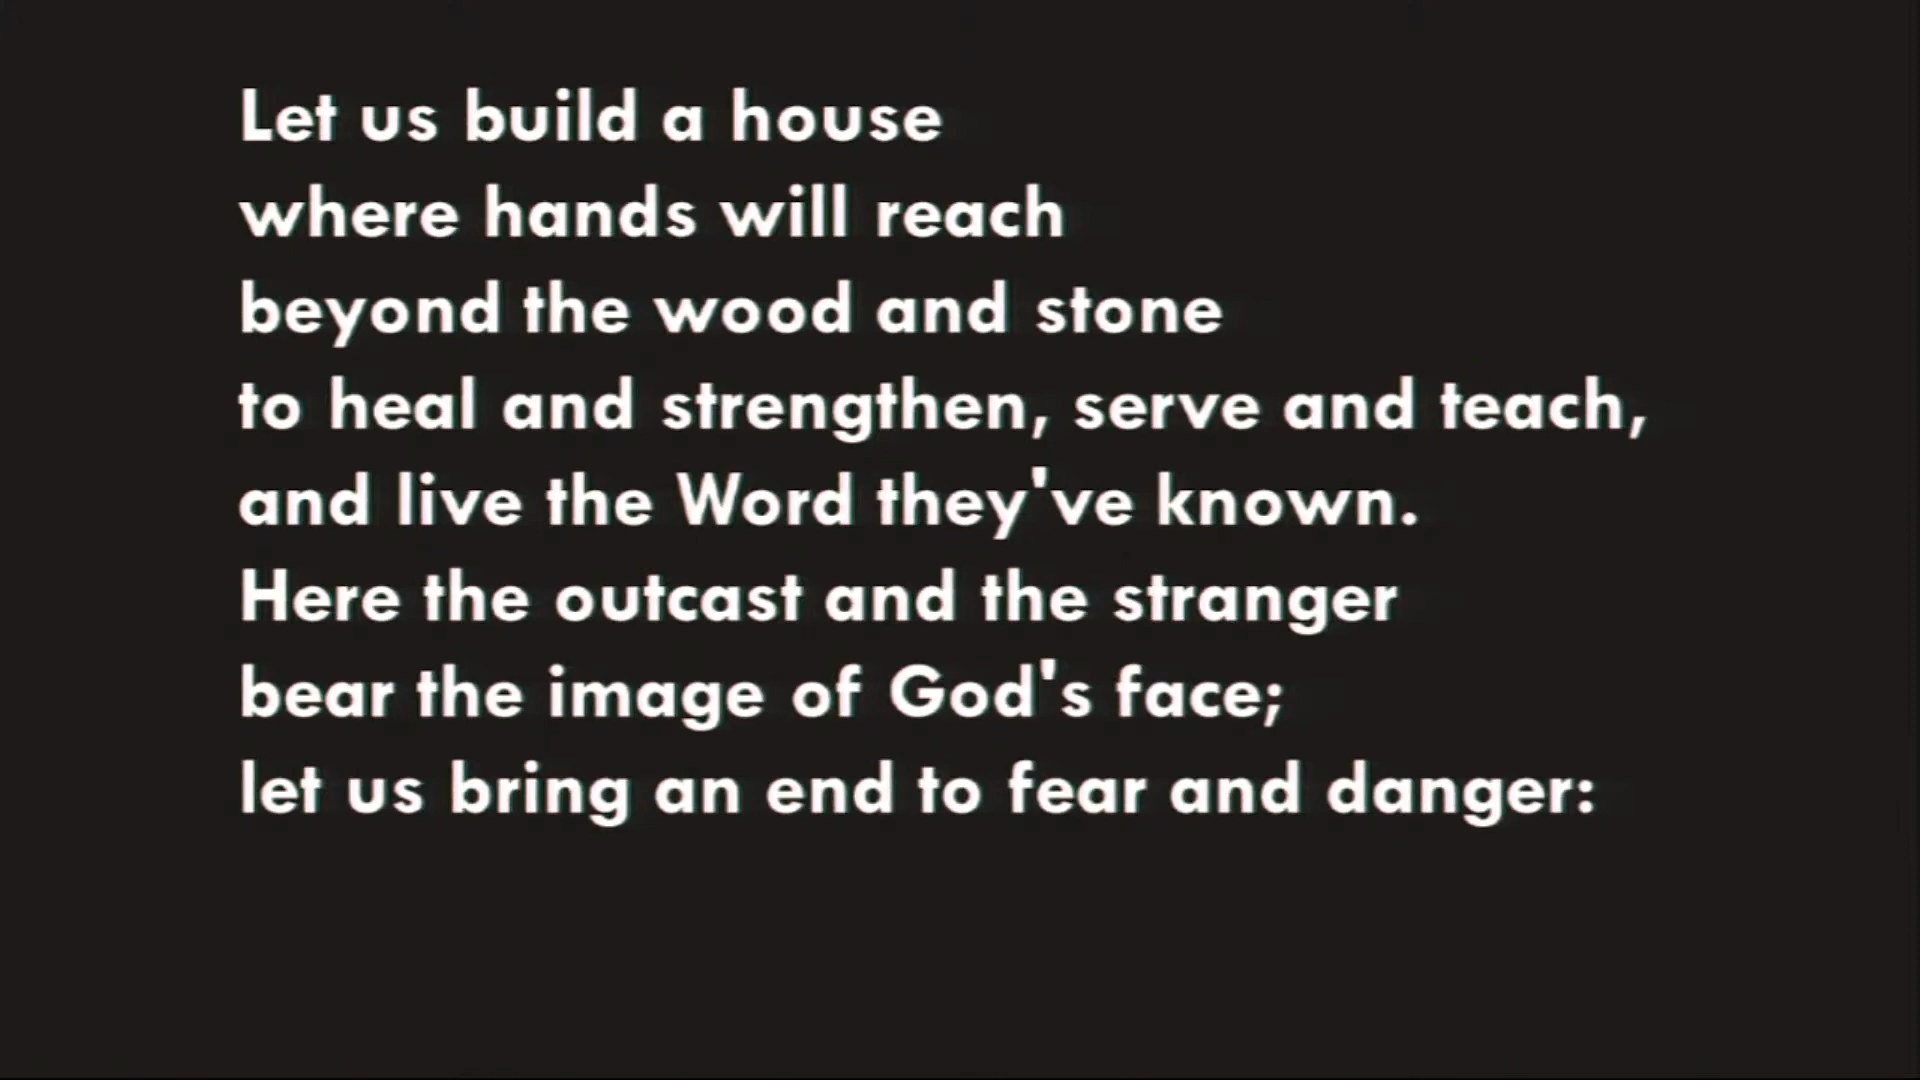 Let us build a house
where hands will reach
beyond the wood and stone
to heal and strengthen, serve and teach,
and live the Word they've known.
Here the outcast and the stranger
bear the image of God's face;
let us bring an end to fear and danger: